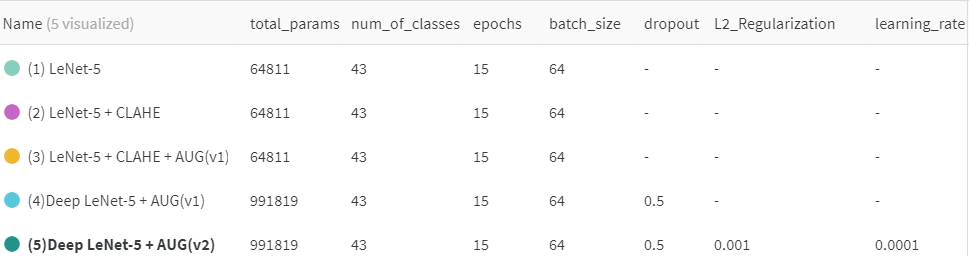 Name (5 visualized) total_params num_of_classes epochs batch_size dropout L2_Regularization learning_rate
(1) LeNet-5 64811 43 15 64 - - -
(2) LeNet-5 + CLAHE 64811 43 15 64 - - -
(3) LeNet-5 + CLAHE + AUG(v1) 64811 43 15 64 - - -
(4)Deep LeNet-5 + AUG(v1) 991819 43 15 64 0.5 - -
(5)Deep LeNet-5 + AUG(v2) 991819 43 15 64 0.5 0.001 0.0001